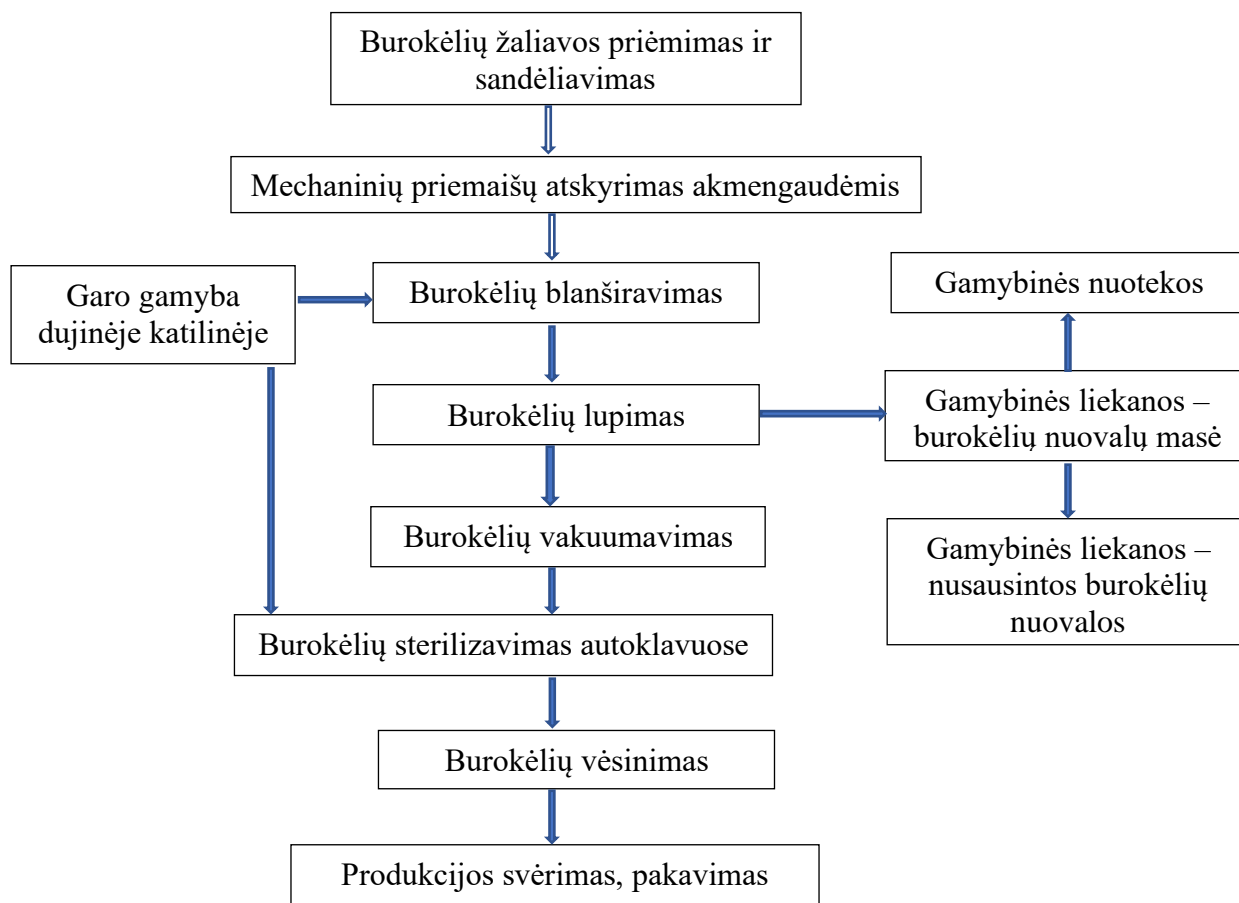 Burokėlių žaliavos priėmimas ir
sandėliavimas
Mechaninių priemaišų atskyrimas akmengaudėmis
Garo gamyba
dujinėje katilinėje
Burokėlių blanširavimas
Gamybinės nuotekos
Burokėlių lupimas
Gamybinės liekanos –
burokėlių nuovalų masė
Burokėlių vakuumavimas
Gamybinės liekanos –
nusausintos burokėlių
nuovalos
Burokėlių sterilizavimas autoklavuose
Burokėlių vėsinimas
Produkcijos svėrimas, pakavimas